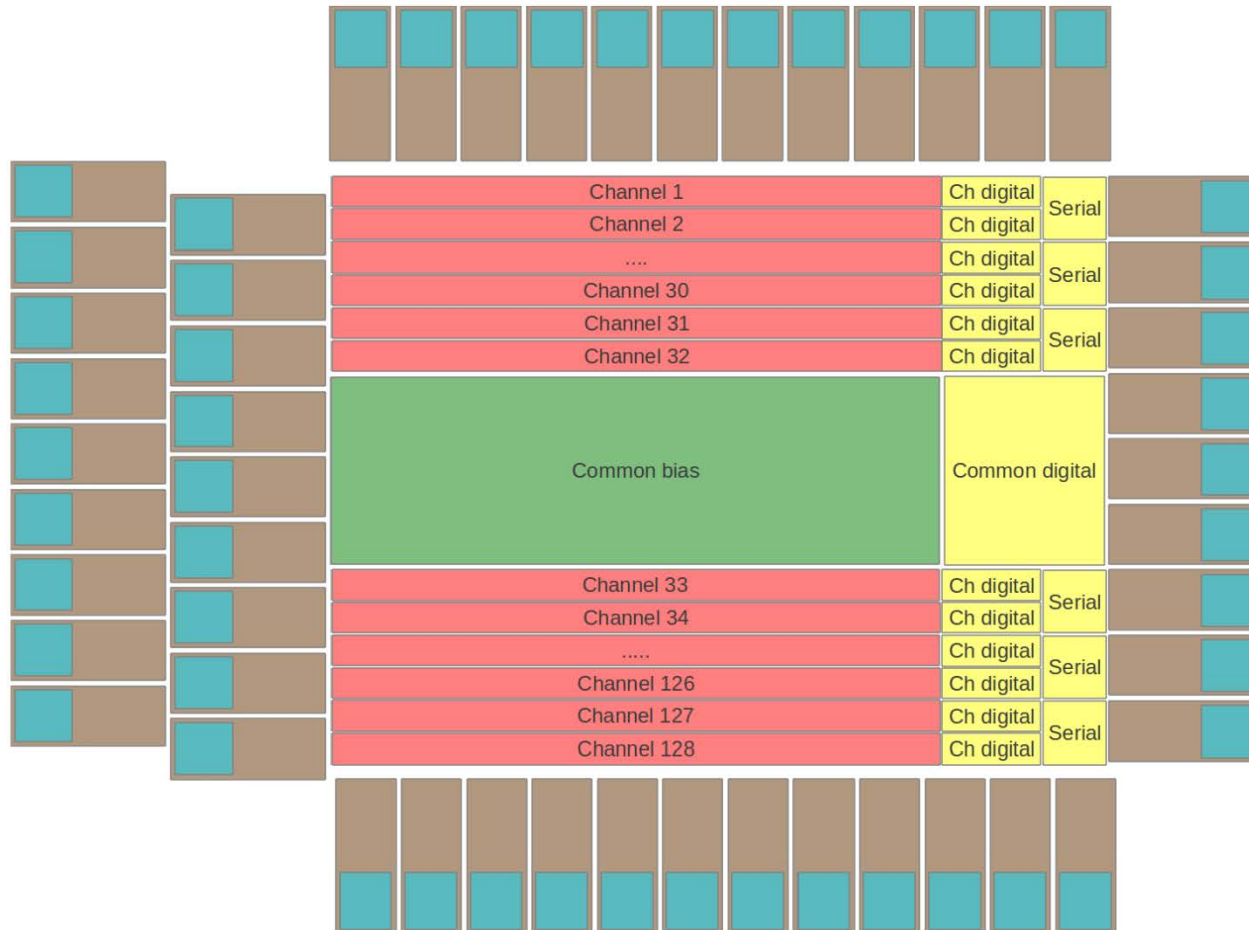 Channel 1 Ch digital Serial
Channel 2 Ch digital
.... Ch digital Serial
Channel 30 Ch digital
Channel 31 Ch digital Serial
Channel 32 Ch digital
Common bias Common digital
Channel 33 Ch digital Serial
Channel 34 Ch digital
..... Ch digital Serial
Channel 126 Ch digital
Channel 127 Ch digital Serial
Channel 128 Ch digital